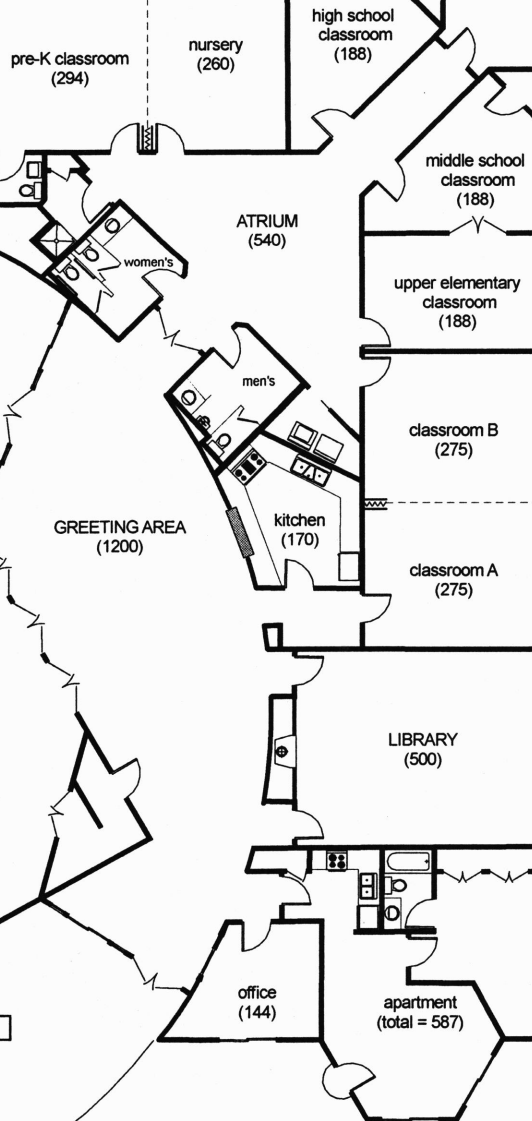 high school
classroom
(188)
pre-K classroom
(294)
nursery
(260)
middle school
classroom
(188)
ATRIUM
(540)
women's
upper elementary
classroom
(188)
men's
classroom B
(275)
GREETING AREA
(1200)
kitchen
(170)
classroom A
(275)
LIBRARY
(500)
office
(144)
apartment
(total = 587)